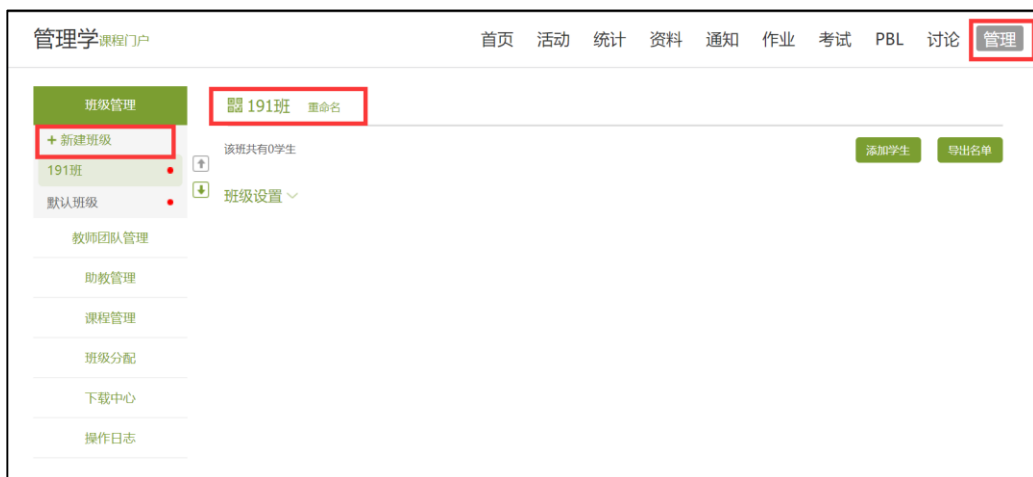 管理学课程门户 首页 活动 统计 资料 通知 作业 考试 PBL 讨论 管理
班级管理
+ 新建班级
191班
默认班级
教师团队管理
助教管理
课程管理
班级分配
下载中心
操作日志
191班 重命名
该班共有0学生 添加学生 导出名单
班级设置